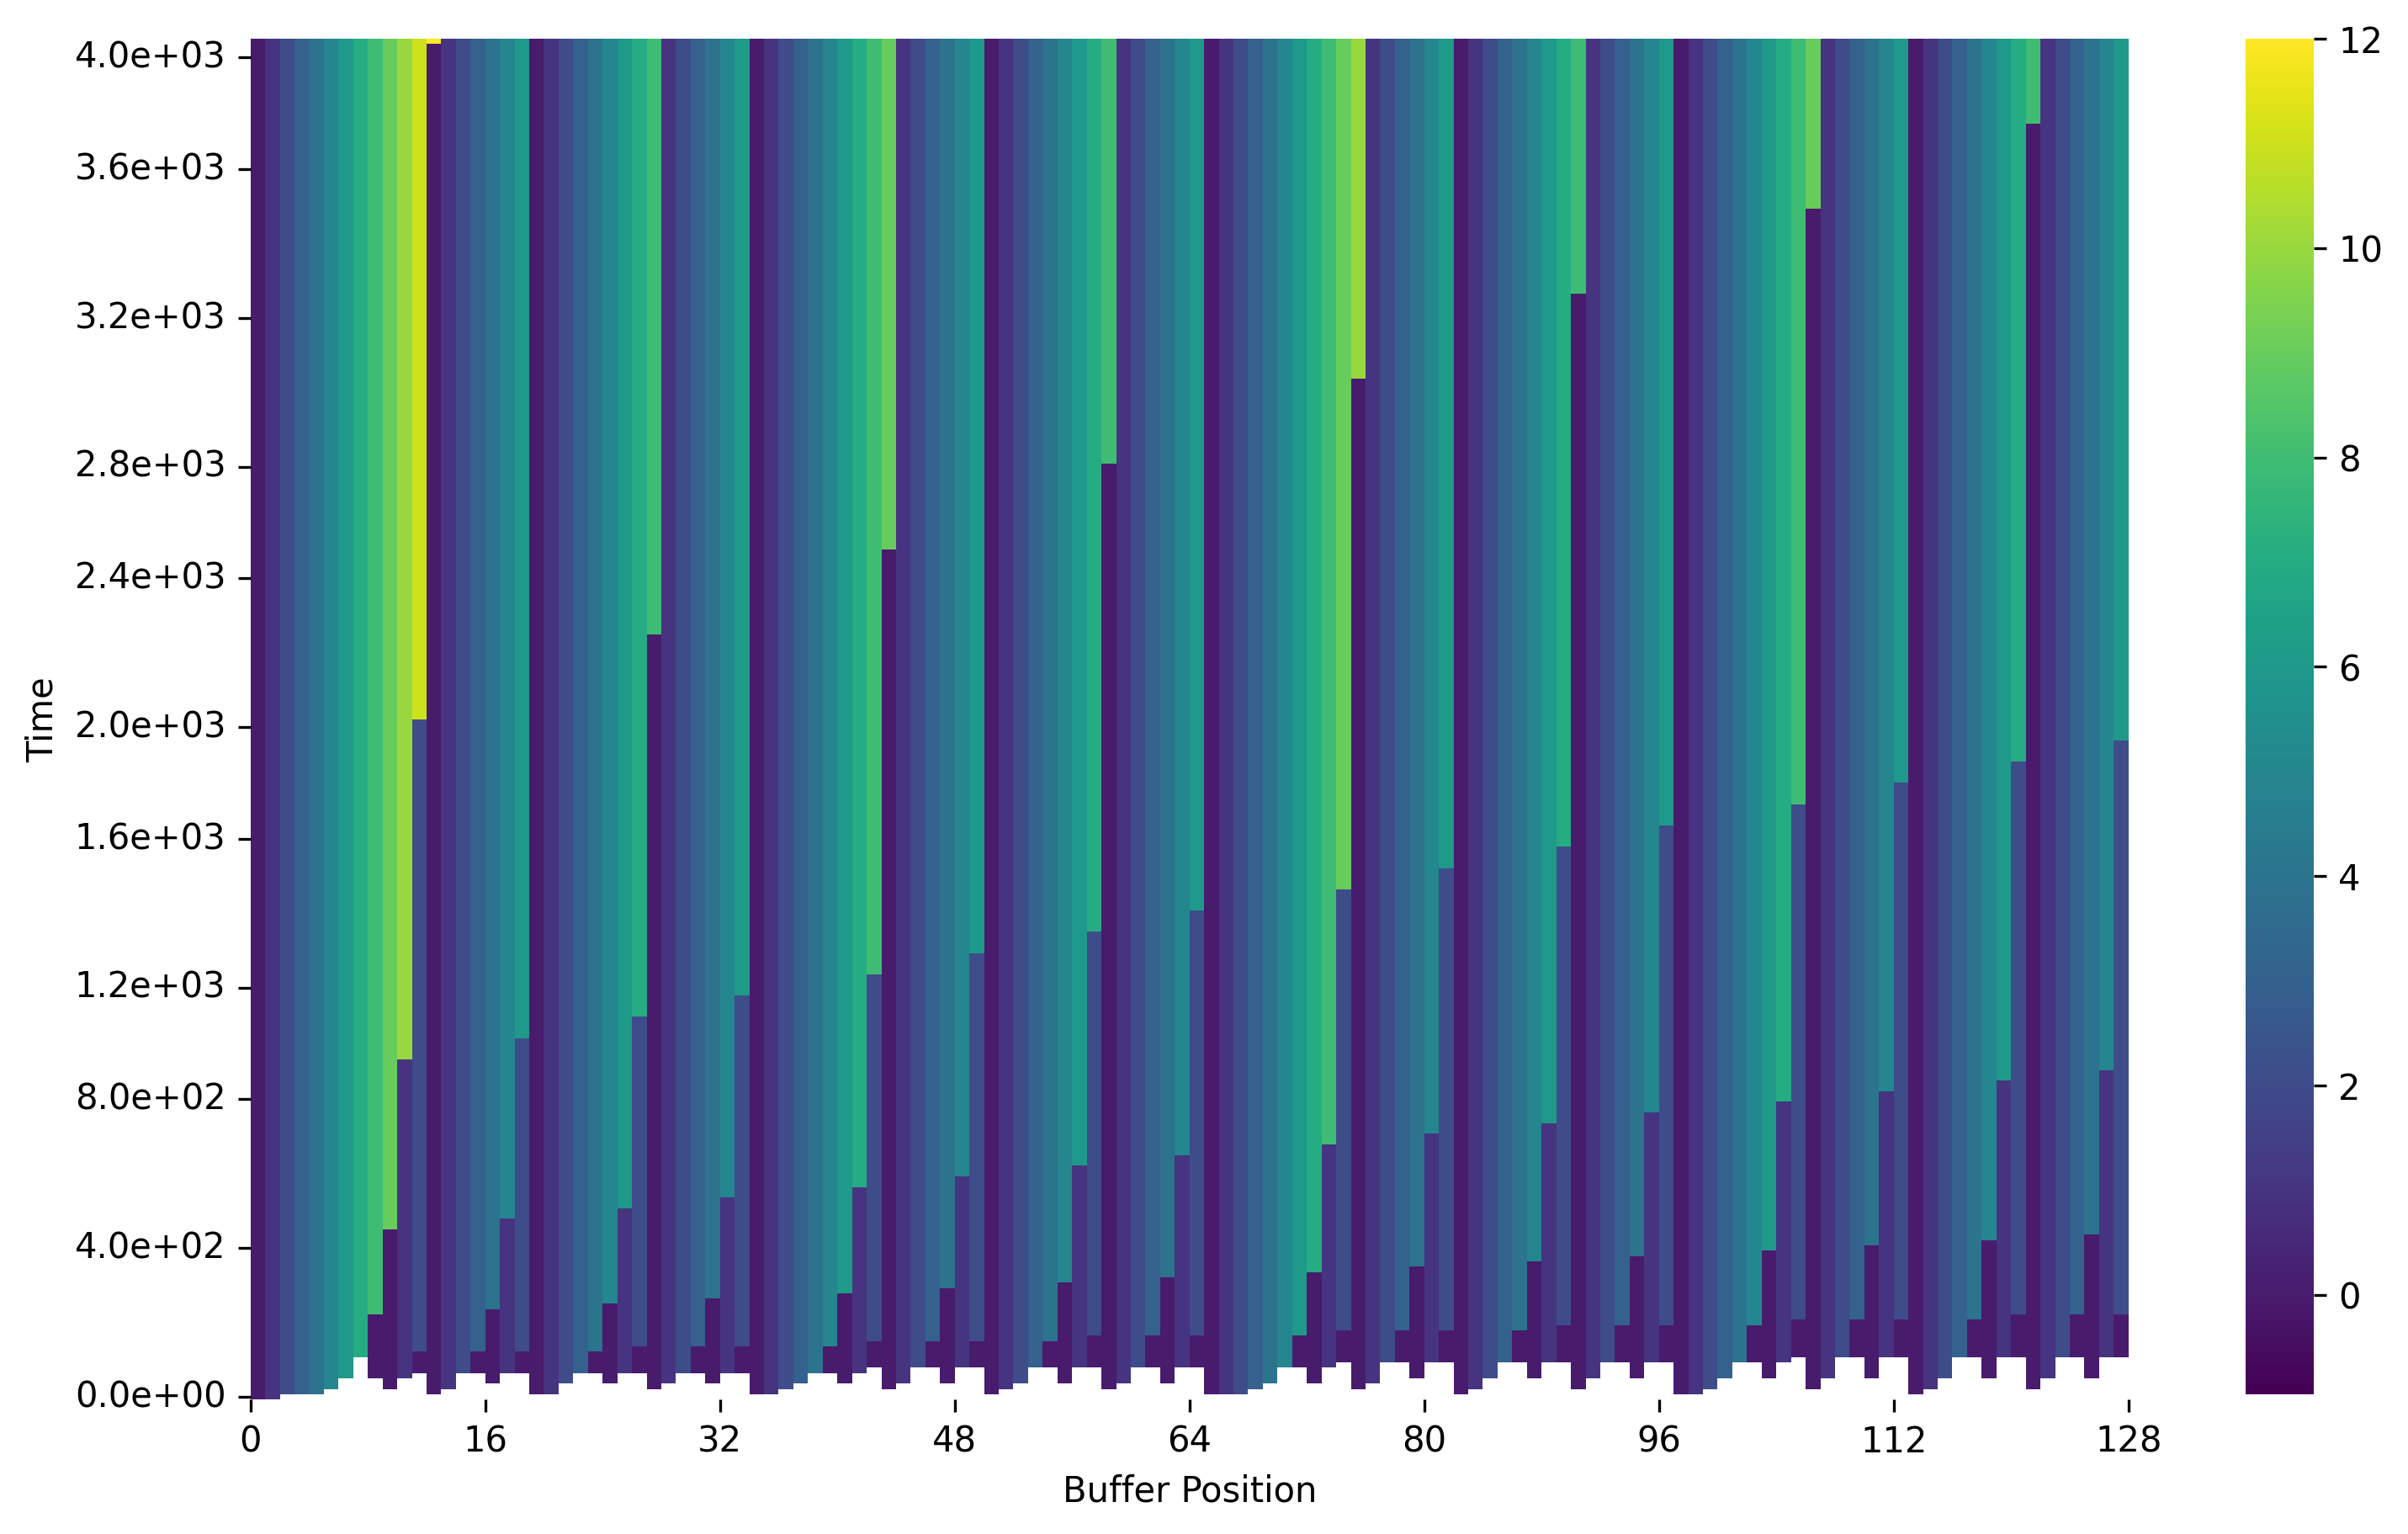 4.0e+03
3.6e+03
3.2e+03
2.8e+03
2.4e+03
2.0e+03
1.6e+03
1.2e+03
8.0e+02
4.0e+02
0.0e+00
Time
0 16 32 48 64 80 96 112 128
Buffer Position
12
10
8
6
4
2
0